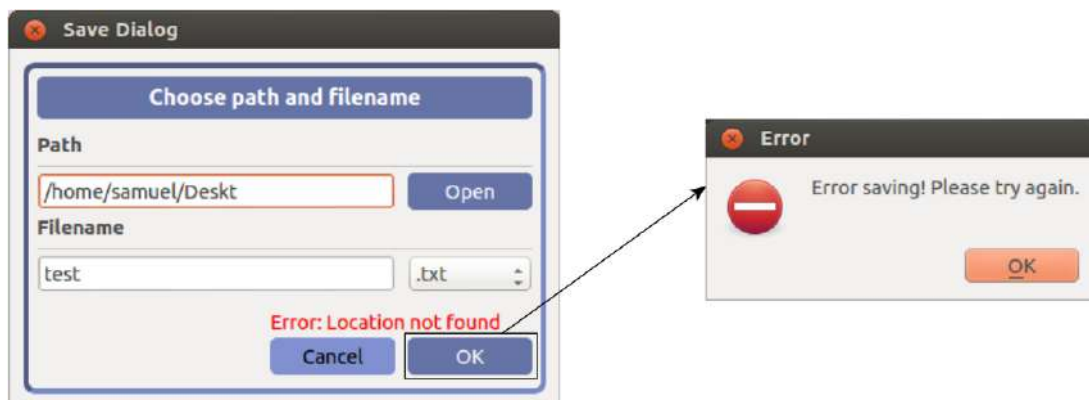 Save Dialog
Choose path and filename
Path
/home/samuel/Deskt
Open
Filename
test
.txt
Error: Location not found
Cancel
OK
Error
Error saving! Please try again.
OK